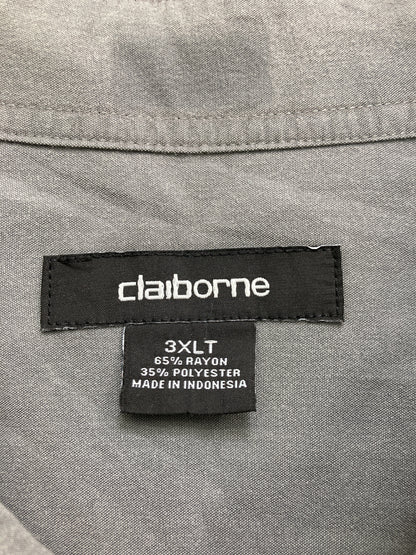 claiborne
3XLT
65% RAYON
35% POLYESTER
MADE IN INDONESIA